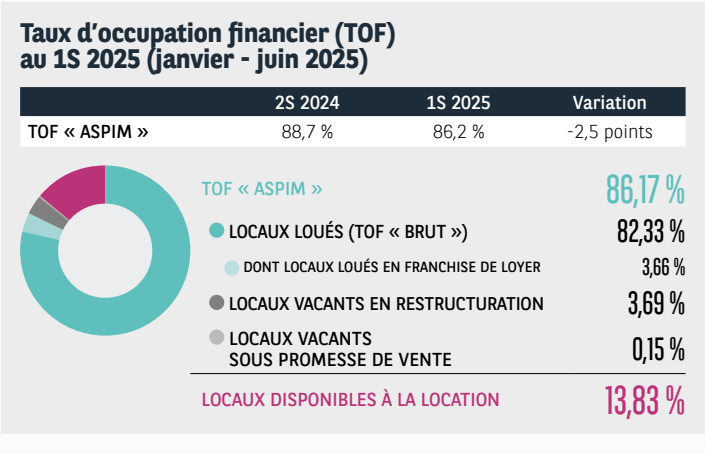 Taux d’occupation financier (TOF)
au 1S 2025 (janvier - juin 2025)
2S 2024 1S 2025 Variation
TOF « ASPIM » 88,7 % 86,2 % -2,5 points
TOF « ASPIM » 86,17 %
LOCAUX LOUÉS (TOF « BRUT ») 82,33 %
DONT LOCAUX LOUÉS EN FRANCHISE DE LOYER 3,66 %
LOCAUX VACANTS EN RESTRUCTURATION 3,69 %
LOCAUX VACANTS
SOUS PROMESSE DE VENTE 0,15 %
LOCAUX DISPONIBLES À LA LOCATION 13,83 %